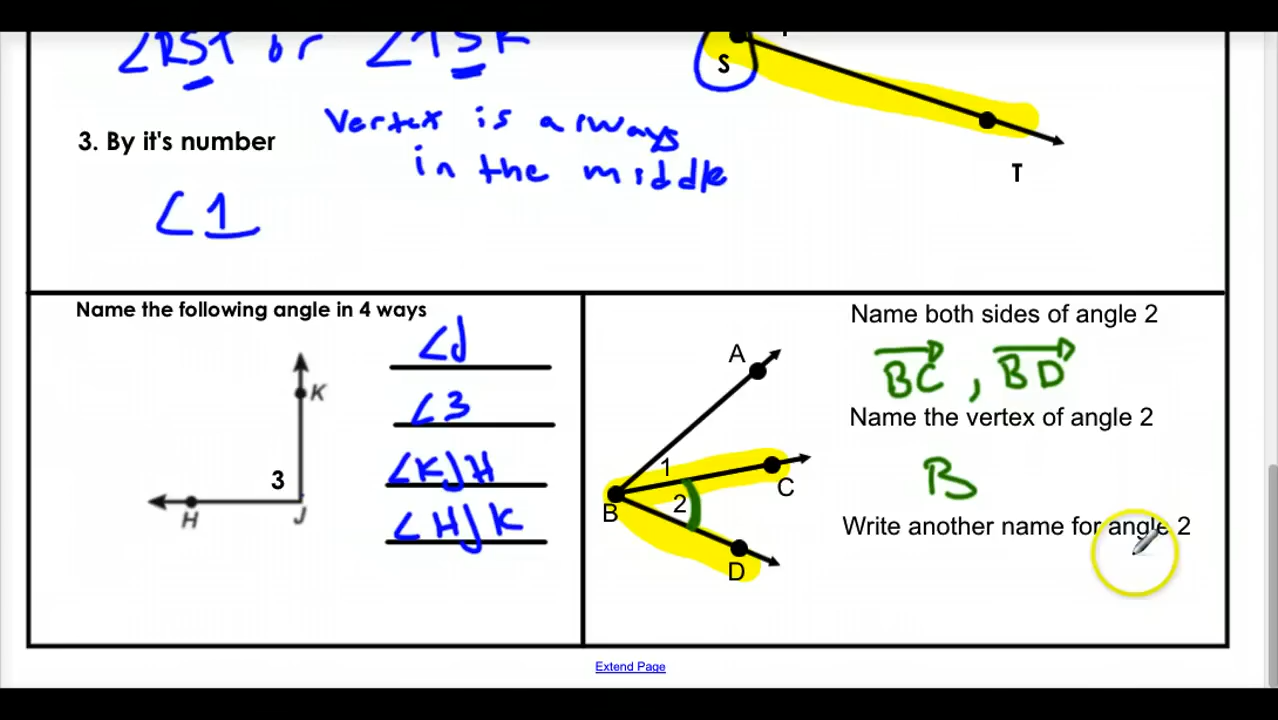 ∠RST or ∠TSR
S
3. By it's number
Vertex is always
in the middle
T
∠1
Name the following angle in 4 ways
∠J
K
∠3
3
∠KJH
H
J
∠HJK
Name both sides of angle 2
A
BC, BD
Name the vertex of angle 2
1
C
2
B
B
Write another name for angle 2
D
Extend Page